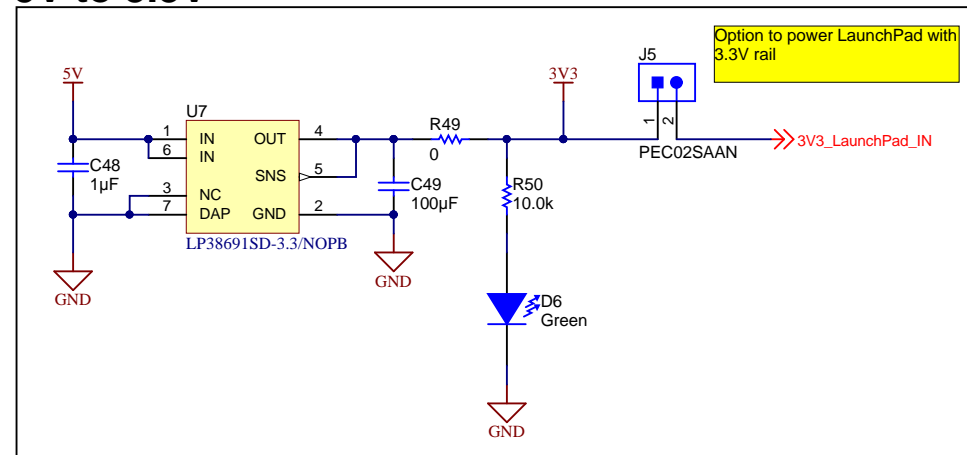 Option to power LaunchPad with
3.3V rail
J5
5V
3V3
U7
1 IN OUT 4
6 IN
SNS 5
3 NC
7 DAP GND 2
LP38691SD-3.3/NOPB
C48
1µF
C49
100µF
R49
0
1 2
PEC02SAAN
3V3_LaunchPad_IN
R50
10.0k
GND
GND
D6
Green
GND